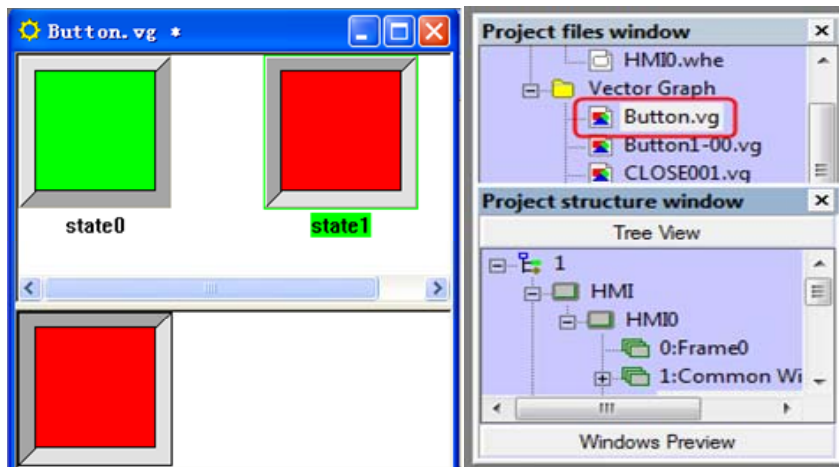 Button.vg *
state0
state1
Project files window
HMI0.whe
Vector Graph
Button.vg
Button1-00.vg
CLOSE001.vg
Project structure window
Tree View
1
HMI
HMI0
0:Frame0
1:Common Wi
Windows Preview